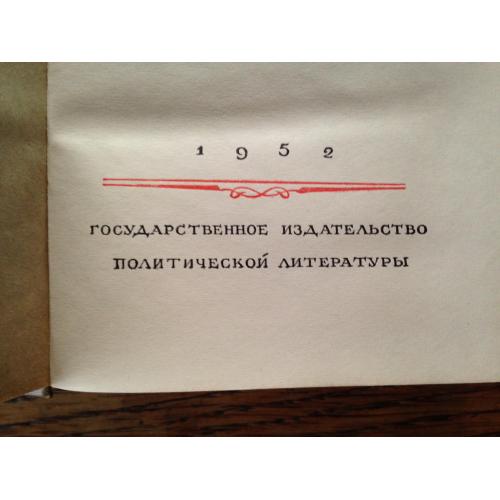 1952
ГОСУДАРСТВЕННОЕ ИЗДАТЕЛЬСТВО
ПОЛИТИЧЕСКОЙ ЛИТЕРАТУРЫ